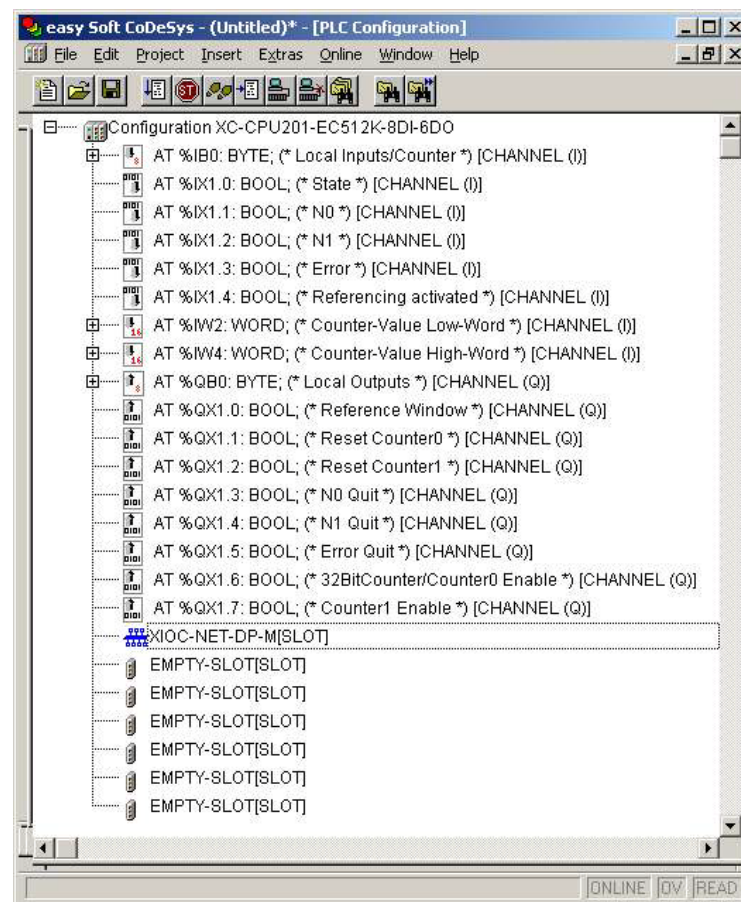 easy Soft CoDeSys - (Untitled)* - [PLC Configuration]
File Edit Project Insert Extras Online Window Help
Configuration XC-CPU201-EC512K-8DI-6DO
AT %IB0: BYTE; (* Local Inputs/Counter *) [CHANNEL (I)]
AT %IX1.0: BOOL; (* State *) [CHANNEL (I)]
AT %IX1.1: BOOL; (* N0 *) [CHANNEL (I)]
AT %IX1.2: BOOL; (* N1 *) [CHANNEL (I)]
AT %IX1.3: BOOL; (* Error *) [CHANNEL (I)]
AT %IX1.4: BOOL; (* Referencing activated *) [CHANNEL (I)]
AT %IW2: WORD; (* Counter-Value Low-Word *) [CHANNEL (I)]
AT %IW4: WORD; (* Counter-Value High-Word *) [CHANNEL (I)]
AT %QB0: BYTE; (* Local Outputs *) [CHANNEL (Q)]
AT %QX1.0: BOOL; (* Reference Window *) [CHANNEL (Q)]
AT %QX1.1: BOOL; (* Reset Counter0 *) [CHANNEL (Q)]
AT %QX1.2: BOOL; (* Reset Counter1 *) [CHANNEL (Q)]
AT %QX1.3: BOOL; (* N0 Quit *) [CHANNEL (Q)]
AT %QX1.4: BOOL; (* N1 Quit *) [CHANNEL (Q)]
AT %QX1.5: BOOL; (* Error Quit *) [CHANNEL (Q)]
AT %QX1.6: BOOL; (* 32BitCounter/Counter0 Enable *) [CHANNEL (Q)]
AT %QX1.7: BOOL; (* Counter1 Enable *) [CHANNEL (Q)]
XIOC-NET-DP-M[SLOT]
EMPTY-SLOT[SLOT]
EMPTY-SLOT[SLOT]
EMPTY-SLOT[SLOT]
EMPTY-SLOT[SLOT]
EMPTY-SLOT[SLOT]
EMPTY-SLOT[SLOT]
ONLINE OV READ